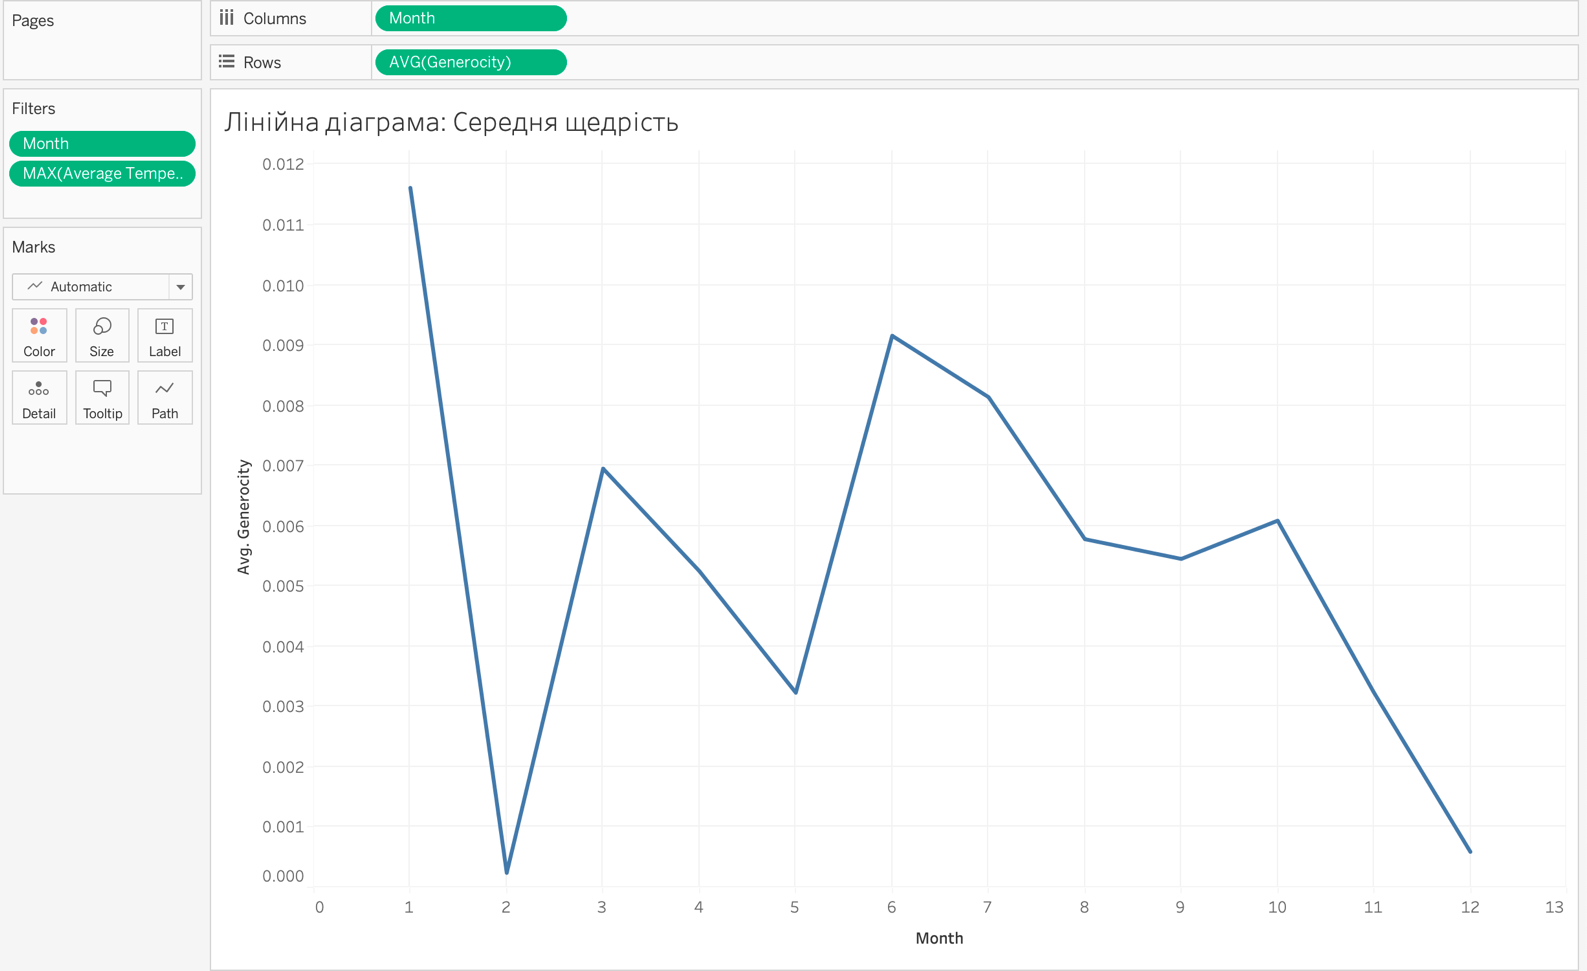 Pages
Columns
Month
Rows
AVG(Generocity)
Filters
Month
MAX(Average Tempe..
Marks
Automatic
Color
Size
Label
Detail
Tooltip
Path
Лінійна діаграма: Середня щедрість
0.012
0.011
0.010
0.009
0.008
0.007
0.006
0.005
0.004
0.003
0.002
0.001
0.000
Avg. Generocity
0 1 2 3 4 5 6 7 8 9 10 11 12 13
Month